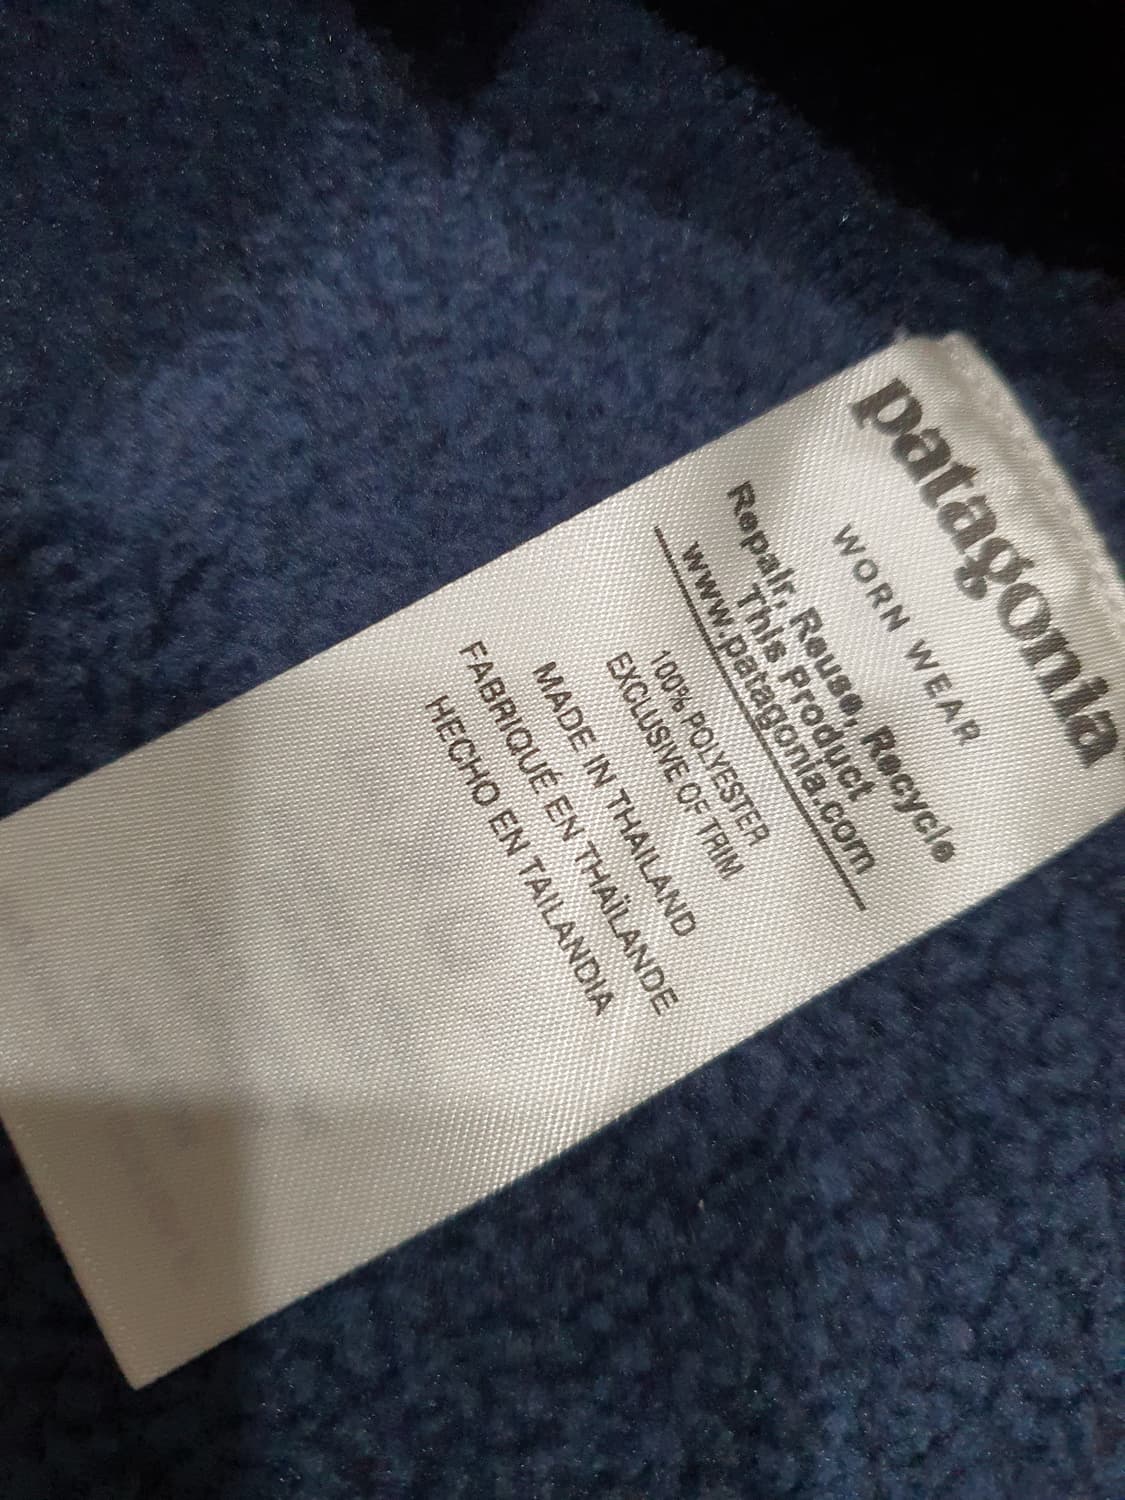 patagonia
WORN WEAR
Repair, Reuse, Recycle
This Product
www.patagonia.com
100% POLYESTER
EXCLUSIVE OF TRIM
MADE IN THAILAND
FABRIQUÉ EN THAÏLANDE
HECHO EN TAILANDIA